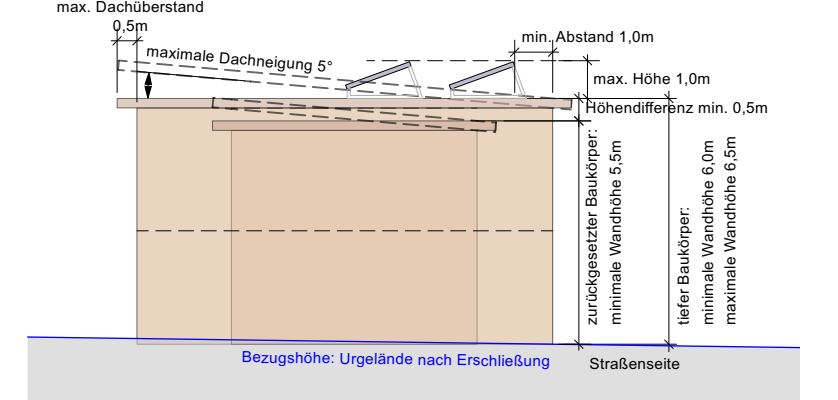 max. Dachüberstand
0,5m
maximale Dachneigung 5°
min. Abstand 1,0m
max. Höhe 1,0m
Höhendifferenz min. 0,5m
zurückgesetzter Baukörper:
minimale Wandhöhe 5,5m
tiefer Baukörper:
minimale Wandhöhe 6,0m
maximale Wandhöhe 6,5m
Bezugshöhe: Urgelände nach Erschließung
Straßenseite